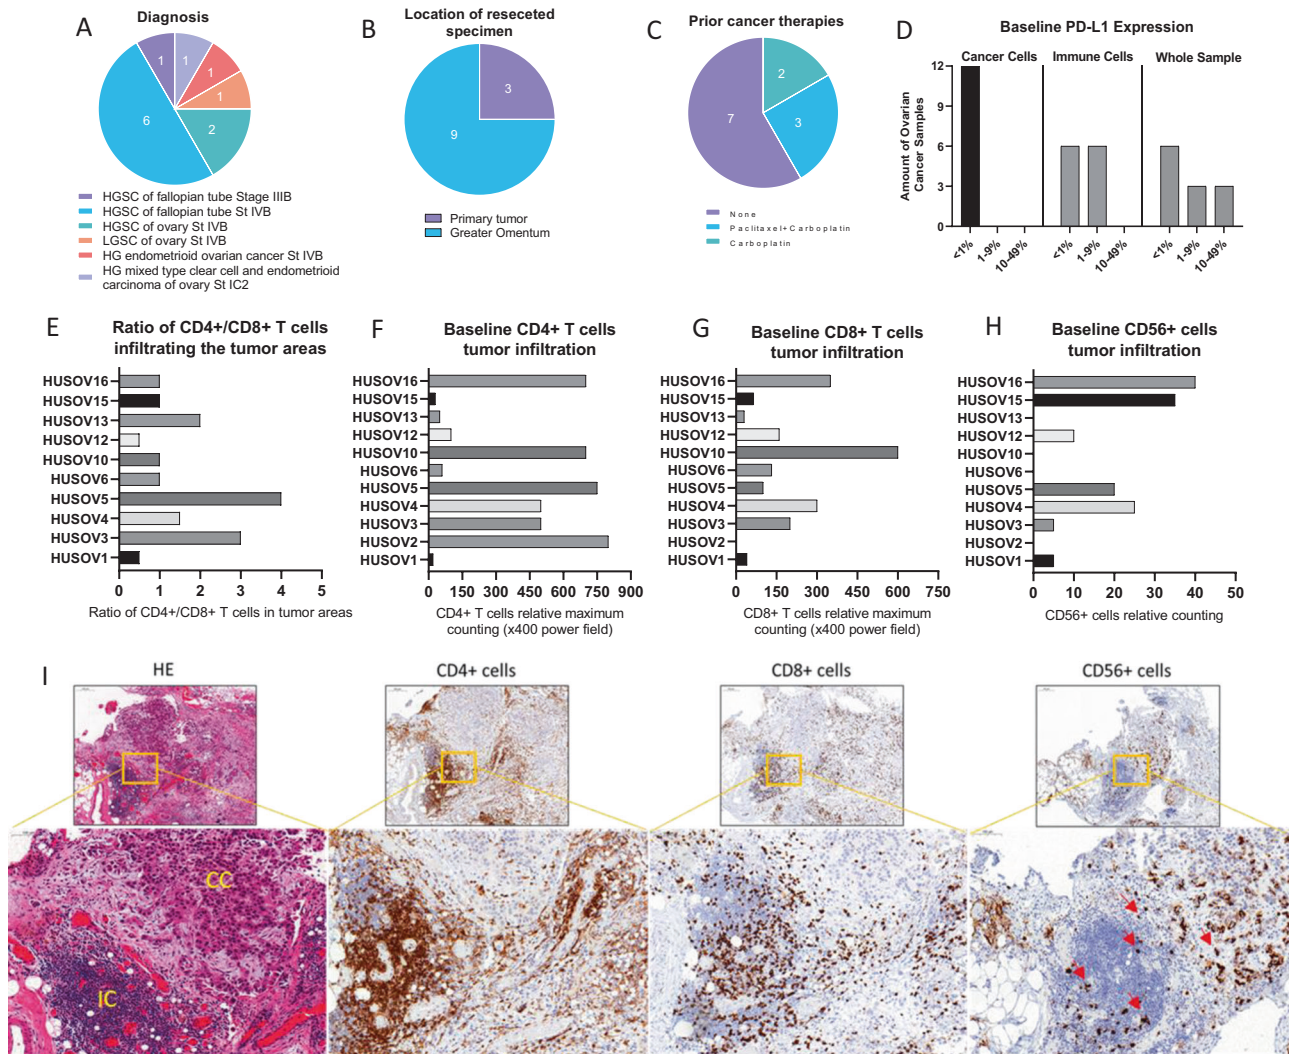 A
Diagnosis
1
1
1
1
2
6
HGSC of fallopian tube Stage IIIB
HGSC of fallopian tube St IVB
HGSC of ovary St IVB
LGSC of ovary St IVB
HG endometrioid ovarian cancer St IVB
HG mixed type clear cell and endometrioid
carcinoma of ovary St IC2
B
Location of reseceted
specimen
3
9
Primary tumor
Greater Omentum
C
Prior cancer therapies
2
3
7
None
Paclitaxel+Carboplatin
Carboplatin
D
Baseline PD-L1 Expression
Cancer Cells
Immune Cells
Whole Sample
Amount of Ovarian
Cancer Samples
12
9
6
3
0
<1%
1-9%
10-49%
<1%
1-9%
10-49%
<1%
1-9%
10-49%
E
Ratio of CD4+/CD8+ T cells
infiltrating the tumor areas
HUSOV16
HUSOV15
HUSOV13
HUSOV12
HUSOV10
HUSOV6
HUSOV5
HUSOV4
HUSOV3
HUSOV1
0 1 2 3 4 5
Ratio of CD4+/CD8+ T cells in tumor areas
F
Baseline CD4+ T cells
tumor infiltration
HUSOV16
HUSOV15
HUSOV13
HUSOV12
HUSOV10
HUSOV6
HUSOV5
HUSOV4
HUSOV3
HUSOV2
HUSOV1
0 150 300 450 600 750 900
CD4+ T cells relative maximum
counting (x400 power field)
G
Baseline CD8+ T cells
tumor infiltration
HUSOV16
HUSOV15
HUSOV13
HUSOV12
HUSOV10
HUSOV6
HUSOV5
HUSOV4
HUSOV3
HUSOV2
HUSOV1
0 150 300 450 600 750
CD8+ T cells relative maximum
counting (x400 power field)
H
Baseline CD56+ cells
tumor infiltration
HUSOV16
HUSOV15
HUSOV13
HUSOV12
HUSOV10
HUSOV6
HUSOV5
HUSOV4
HUSOV3
HUSOV2
HUSOV1
0 10 20 30 40 50
CD56+ cells relative counting
I
HE
CD4+ cells
CD8+ cells
CD56+ cells
CC
IC